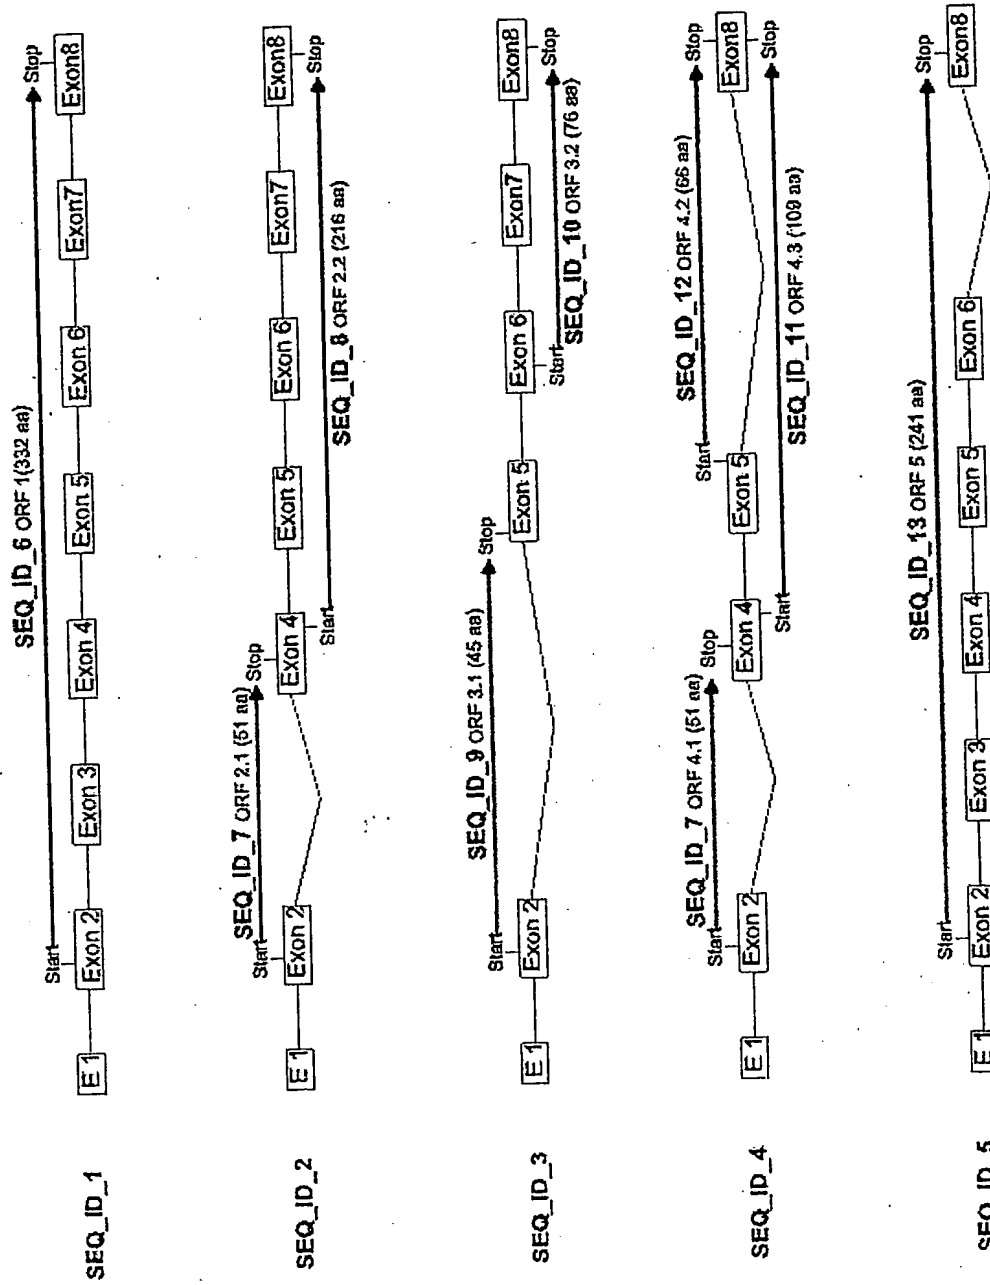 SEQ_ID_6 ORF 1(332 aa)
Start
Stop
SEQ_ID_1
E 1
Exon 2
Exon 3
Exon 4
Exon 5
Exon 6
Exon7
Exon8
SEQ_ID_7 ORF 2.1 (51 aa)
Start
Stop
Stop
SEQ_ID_2
E 1
Exon 2
Exon 4
Exon 5
Exon 6
Exon7
Exon8
Start
SEQ_ID_8 ORF 2.2 (216 aa)
SEQ_ID_9 ORF 3.1 (45 aa)
Start
Stop
SEQ_ID_3
E 1
Exon 2
Exon 5
Exon 6
Exon7
Exon8
Start
Stop
SEQ_ID_10 ORF 3.2 (76 aa)
SEQ_ID_7 ORF 4.1 (51 aa)
SEQ_ID_12 ORF 4.2 (66 aa)
Start
Stop
Start
Stop
SEQ_ID_4
E 1
Exon 2
Exon 4
Exon 5
Exon8
Start
Stop
SEQ_ID_11 ORF 4.3 (109 aa)
SEQ_ID_13 ORF 5 (241 aa)
Start
Stop
SEQ_ID_5
E 1
Exon 2
Exon 3
Exon 4
Exon 5
Exon 6
Exon8